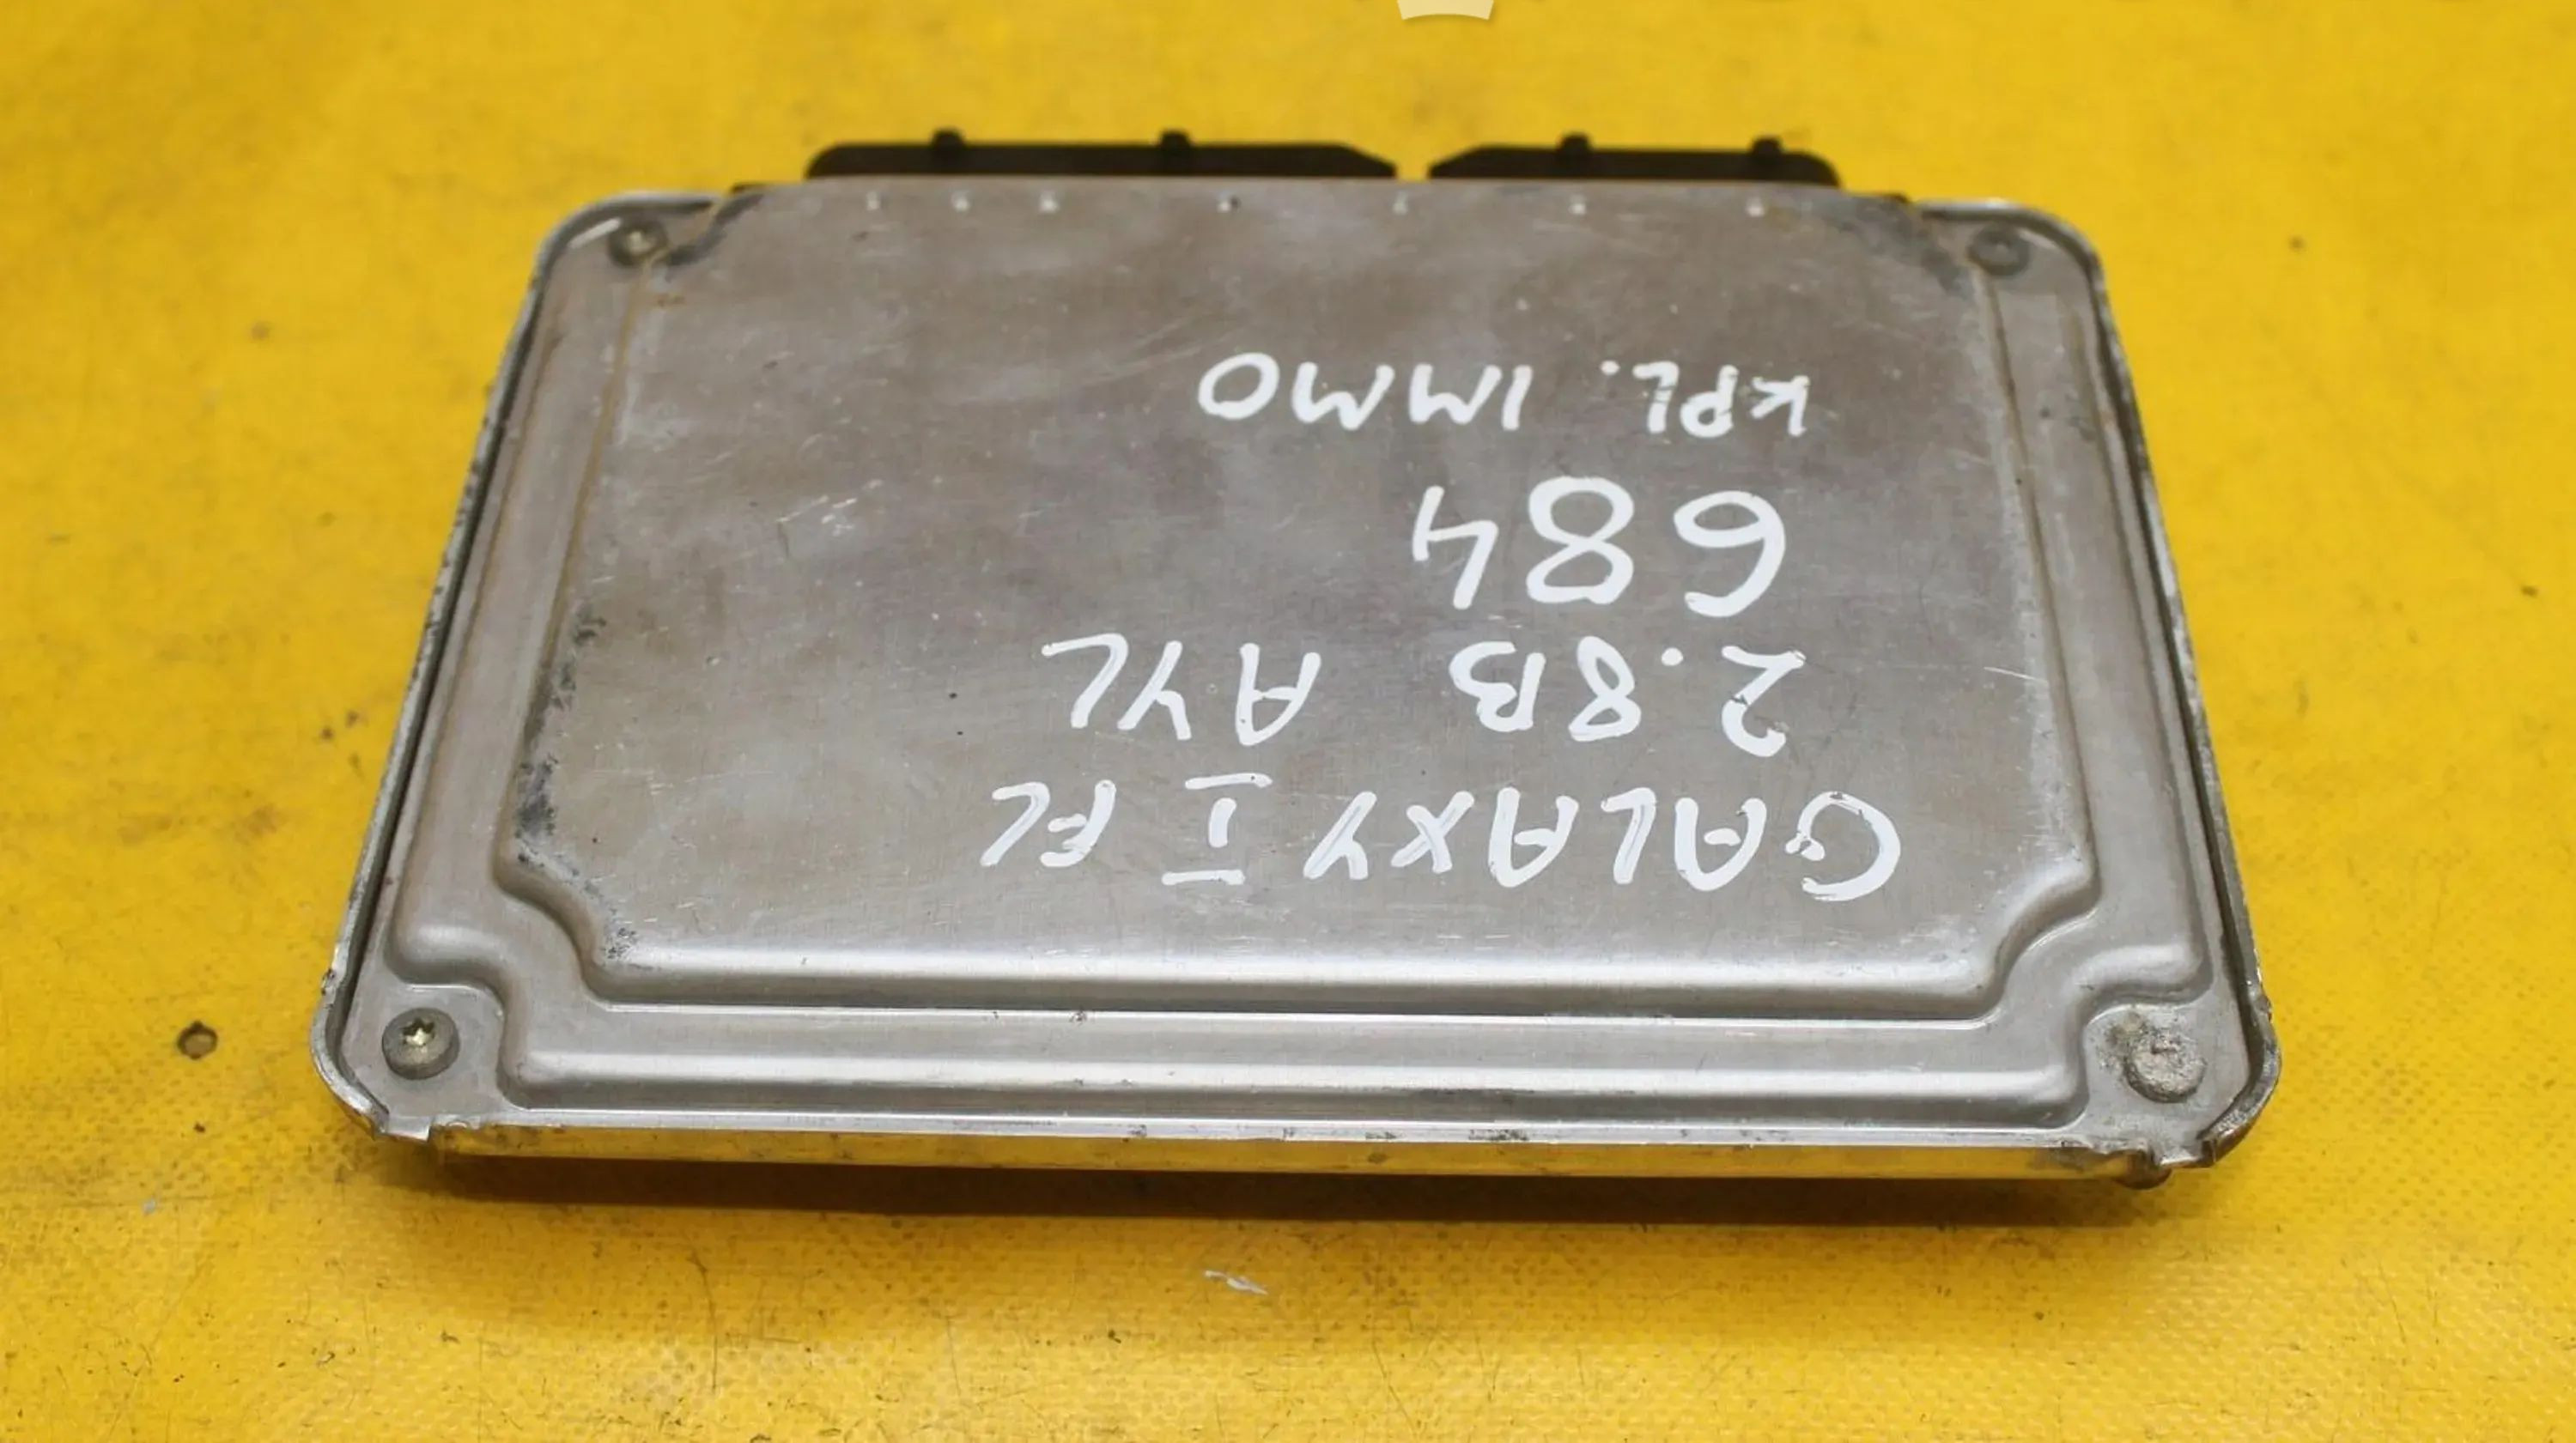 GALAXY I FL
2.8B AYL
684
KPL. IMMO